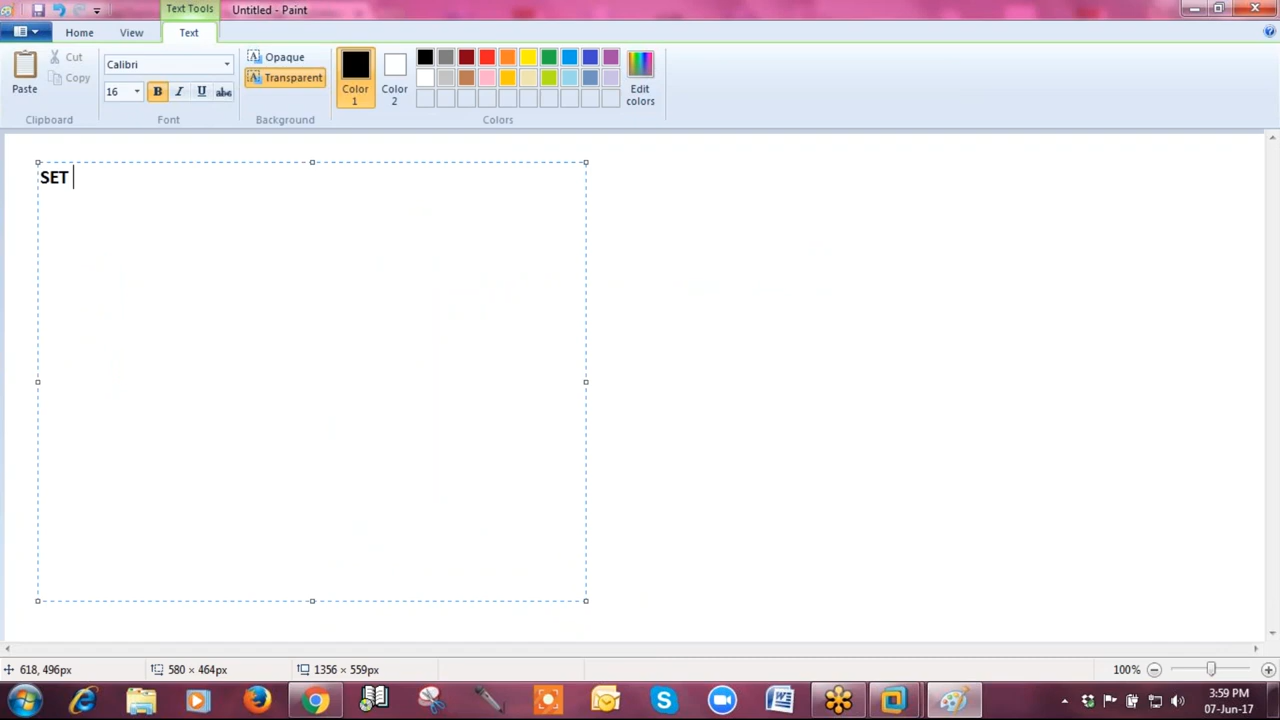 Text Tools
Untitled - Paint
Home
View
Text
Paste
Cut
Copy
Clipboard
Calibri
16
B
I
U
abc
Font
Opaque
Transparent
Background
Color 1
Color 2
Edit colors
Colors
SET
618, 496px
580 × 464px
1356 × 559px
100%
3:59 PM
07-Jun-17